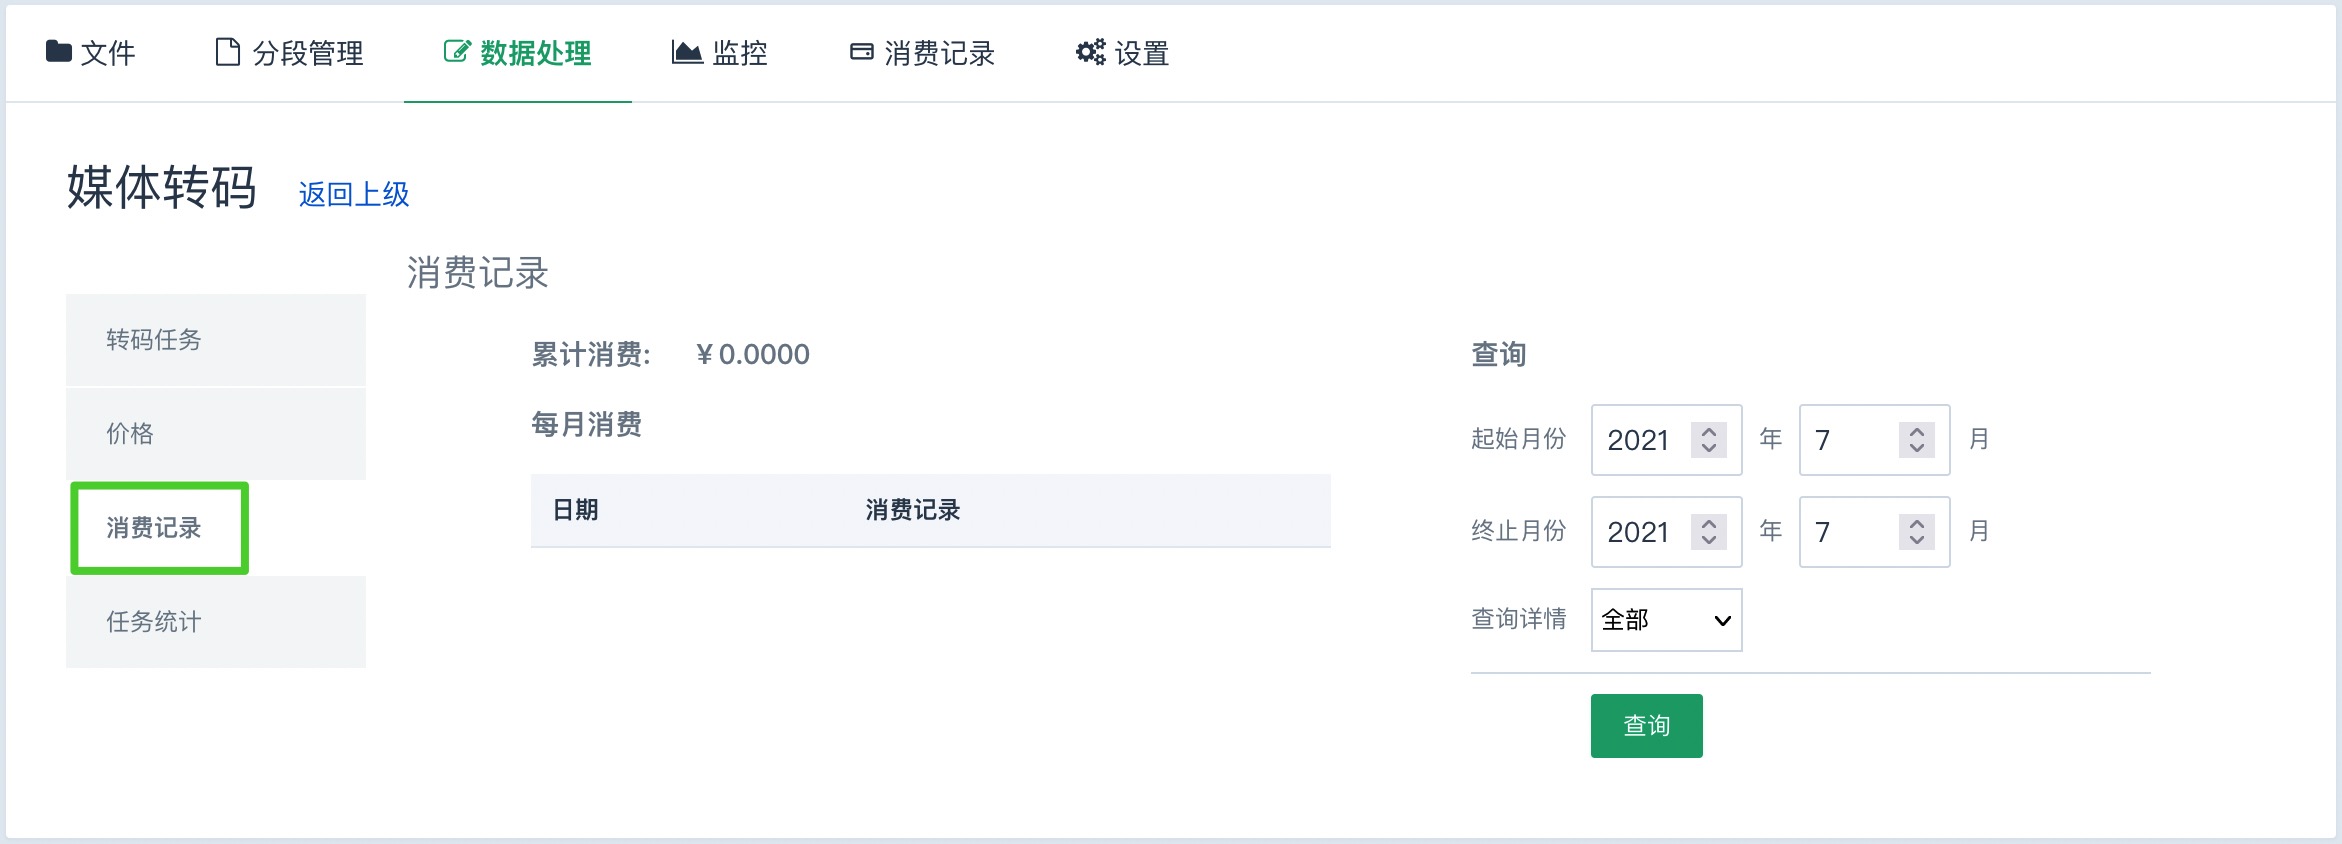 文件 分段管理 数据处理 监控 消费记录 设置
媒体转码 返回上级
消费记录
转码任务
价格
消费记录
任务统计
累计消费: ¥ 0.0000
每月消费
日期 消费记录
查询
起始月份 2021 年 7 月
终止月份 2021 年 7 月
查询详情 全部
查询